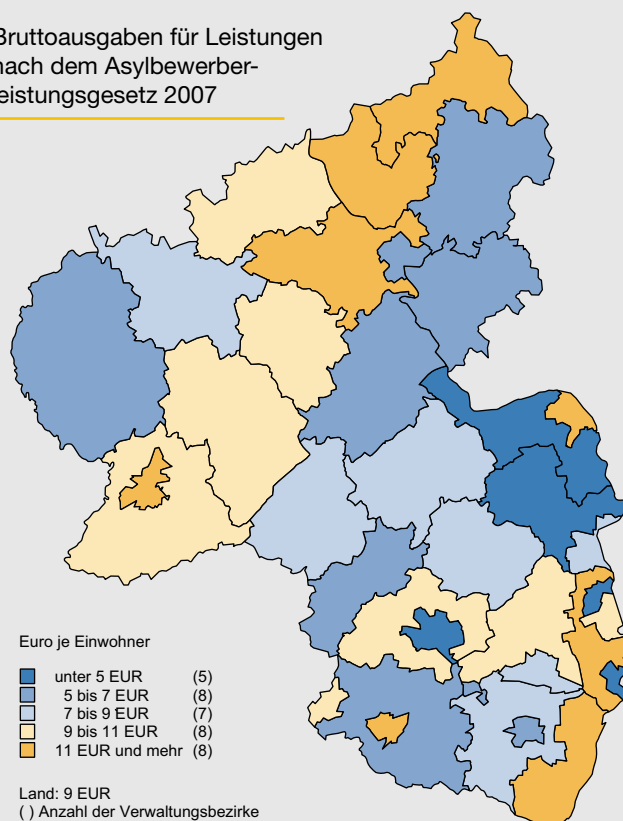 Bruttoausgaben für Leistungen
nach dem Asylbewerber-
leistungsgesetz 2007
Euro je Einwohner
unter 5 EUR (5)
5 bis 7 EUR (8)
7 bis 9 EUR (7)
9 bis 11 EUR (8)
11 EUR und mehr (8)
Land: 9 EUR
( ) Anzahl der Verwaltungsbezirke